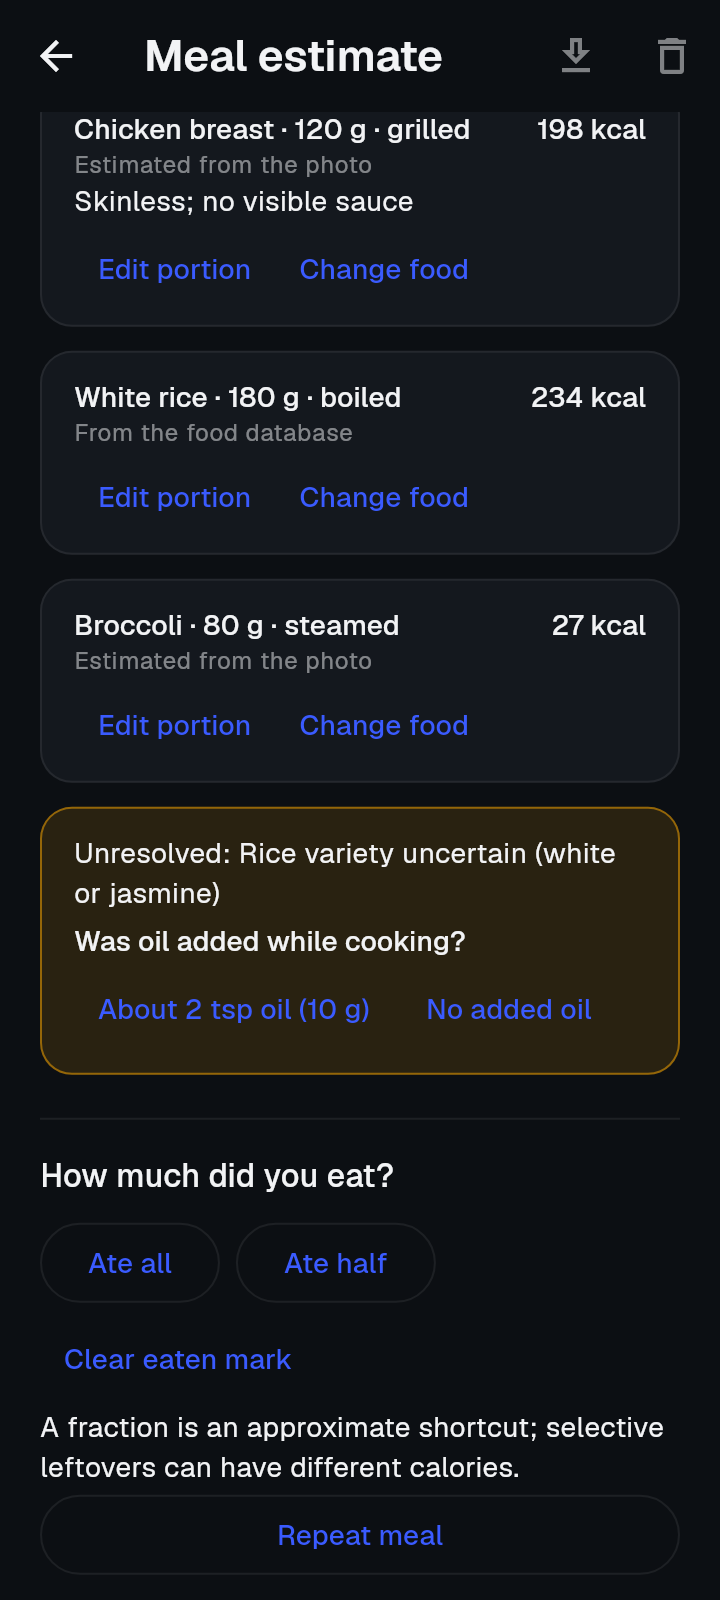 Meal estimate
Chicken breast · 120 g · grilled 198 kcal
Estimated from the photo
Skinless; no visible sauce
Edit portion Change food
White rice · 180 g · boiled 234 kcal
From the food database
Edit portion Change food
Broccoli · 80 g · steamed 27 kcal
Estimated from the photo
Edit portion Change food
Unresolved: Rice variety uncertain (white
or jasmine)
Was oil added while cooking?
About 2 tsp oil (10 g) No added oil
How much did you eat?
Ate all Ate half
Clear eaten mark
A fraction is an approximate shortcut; selective
leftovers can have different calories.
Repeat meal